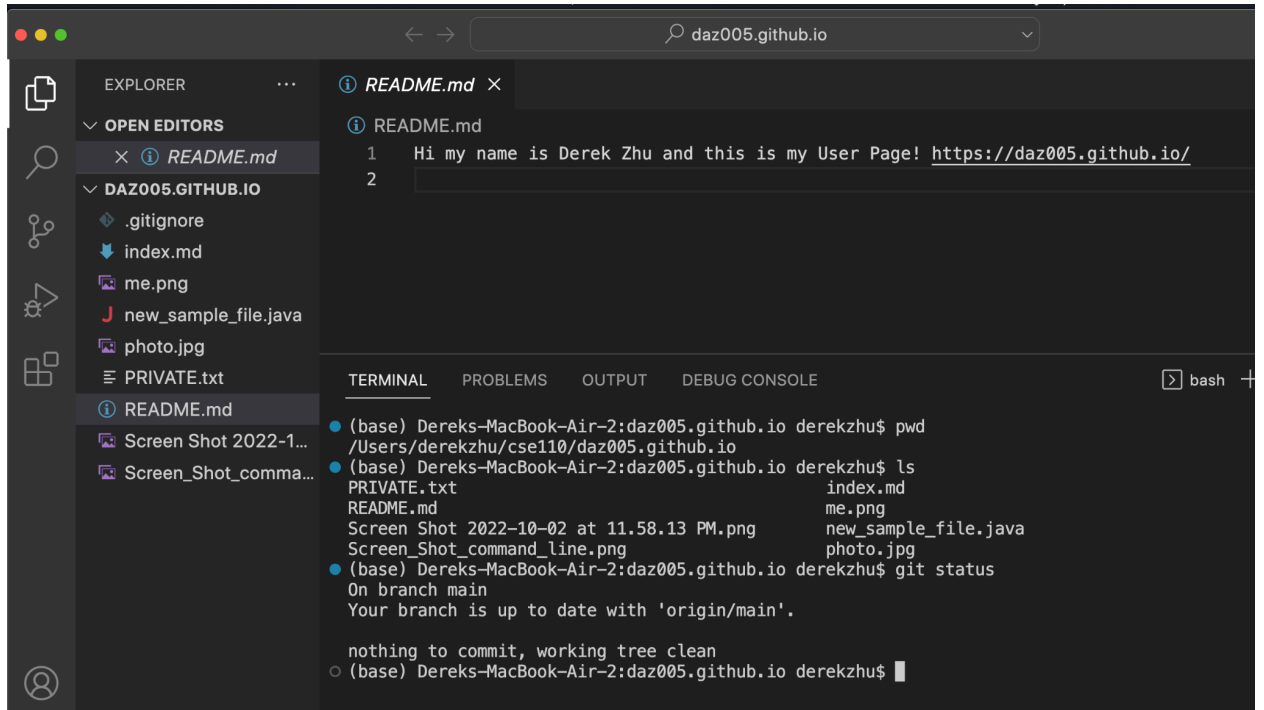 daz005.github.io
EXPLORER
OPEN EDITORS
README.md
DAZ005.GITHUB.IO
.gitignore
index.md
me.png
J new_sample_file.java
photo.jpg
PRIVATE.txt
README.md
Screen Shot 2022-1...
Screen_Shot_comma...
README.md
README.md
1 Hi my name is Derek Zhu and this is my User Page! https://daz005.github.io/
2
TERMINAL PROBLEMS OUTPUT DEBUG CONSOLE bash
(base) Dereks-MacBook-Air-2:daz005.github.io derekzhu$ pwd
/Users/derekzhu/cse110/daz005.github.io
(base) Dereks-MacBook-Air-2:daz005.github.io derekzhu$ ls
PRIVATE.txt index.md
README.md me.png
Screen Shot 2022-10-02 at 11.58.13 PM.png new_sample_file.java
Screen_Shot_command_line.png photo.jpg
(base) Dereks-MacBook-Air-2:daz005.github.io derekzhu$ git status
On branch main
Your branch is up to date with 'origin/main'.
nothing to commit, working tree clean
(base) Dereks-MacBook-Air-2:daz005.github.io derekzhu$